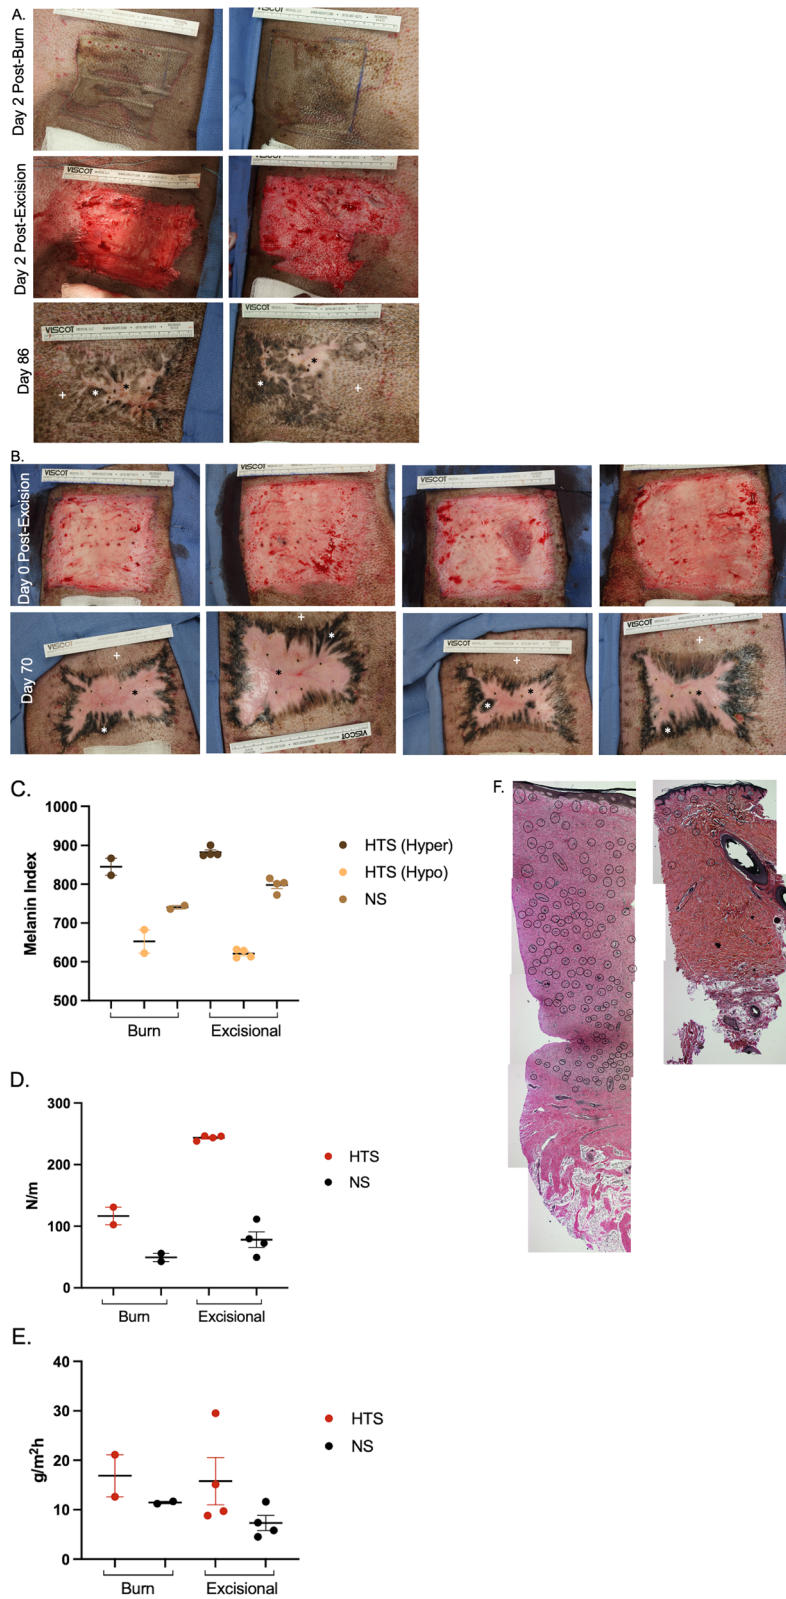 A.
Day 2 Post-Burn
VISCOT
Day 2 Post-Excision
VISCOT
VISCOT
Day 86
VISCOT
VISCOT
B.
Day 0 Post-Excision
VISCOT
VISCOT
VISCOT
VISCOT
Day 70
VISCOT
VISCOT
VISCOT
VISCOT
+
*
*
*
*
+
+
*
*
+
*
*
+
*
*
+
*
*
C.
Melanin Index
1000
900
800
700
600
500
Burn
Excisional
HTS (Hyper)
HTS (Hypo)
NS
F.
D.
N/m
300
200
100
0
Burn
Excisional
HTS
NS
E.
g/m²h
40
30
20
10
0
Burn
Excisional
HTS
NS